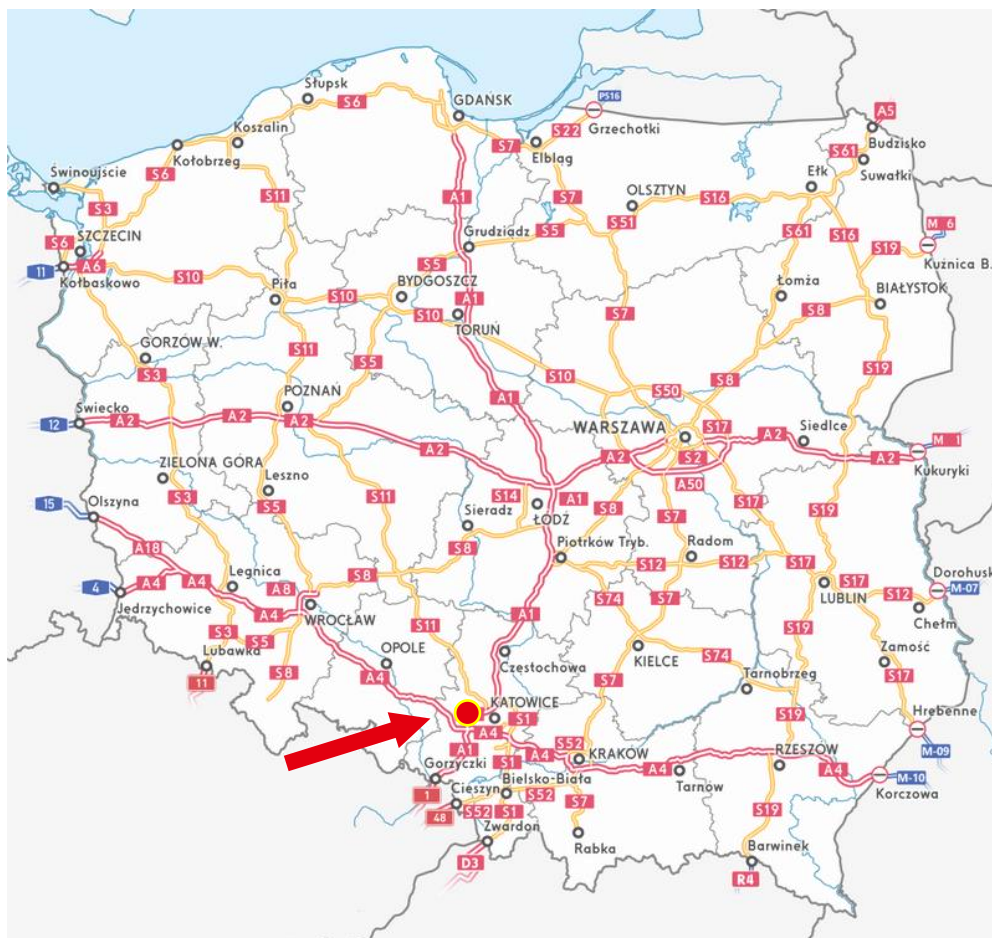 Słupsk
S6
GDAŃSK
P516
Grzechotki
A5
Koszalin
S22
Budzisko
Kołobrzeg
S7
Elbląg
S61
Suwałki
Świnoujście
S6
S11
A1
S7
OLSZTYN
S16
Ełk
S3
S51
S61
S16
M 6
SZCZECIN
S6
Grudziadz
S5
S19
Kuźnica B.
11
A6
Kołbaskowo
S10
S5
BYDGOSZCZ
A1
Łomża
BIAŁYSTOK
Piła
S10
S10
TORUŃ
S7
S8
GORZÓW W.
S11
S5
S19
S3
S10
S8
POZNAŃ
A1
S50
Świecko
12
A2
A2
A2
WARSZAWA
S17
Siedlce
M 1
A2
A2
S2
A2
A2
Kukuryki
ZIELONA GÓRA
Leszno
A50
15
Olszyna
S3
S5
S11
S14
A1
S8
S17
S19
Sieradz
ŁÓDŹ
S7
A18
S8
Piotrków Tryb.
Radom
S12
S12
S17
Dorohusk
4
A4
A4
Legnica
A8
S8
LUBLIN
S17
S12
M-07
Jędrzychowice
A4
WROCŁAW
S74
S7
Chełm
S3
S5
S11
A1
S19
Lubawka
OPOLE
Częstochowa
KIELCE
S74
Zamość
11
S8
A4
S7
Tarnobrzeg
S17
KATOWICE
S1
S19
Hrebenne
A4
A1
S52
M-09
S1
A4
KRAKÓW
RZESZÓW
Gorzyczki
A4
Tarnów
A4
M-10
1
Cieszyn
Bielsko-Biała
S52
Korczowa
48
S52
S1
S7
S19
Zwardoń
Rabka
Barwinek
D3
R4